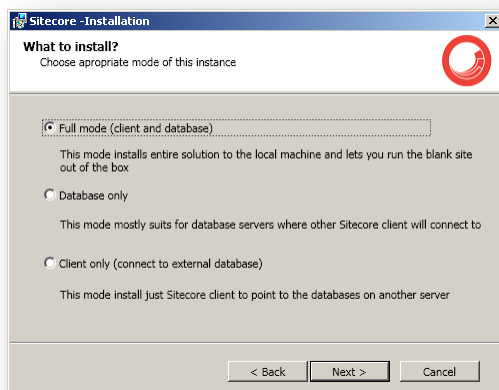 Sitecore -Installation
What to install?
Choose apropriate mode of this instance
Full mode (client and database)
This mode installs entire solution to the local machine and lets you run the blank site
out of the box
Database only
This mode mostly suits for database servers where other Sitecore client will connect to
Client only (connect to external database)
This mode install just Sitecore client to point to the databases on another server
< Back
Next >
Cancel